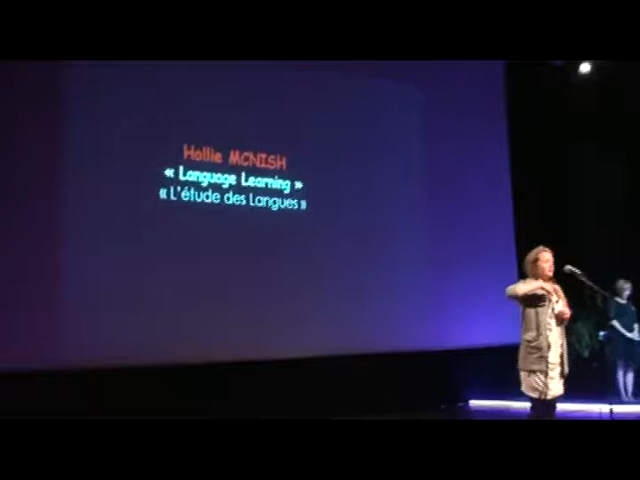 Hollie MCNISH
« Language Learning »
« L'étude des Langues »